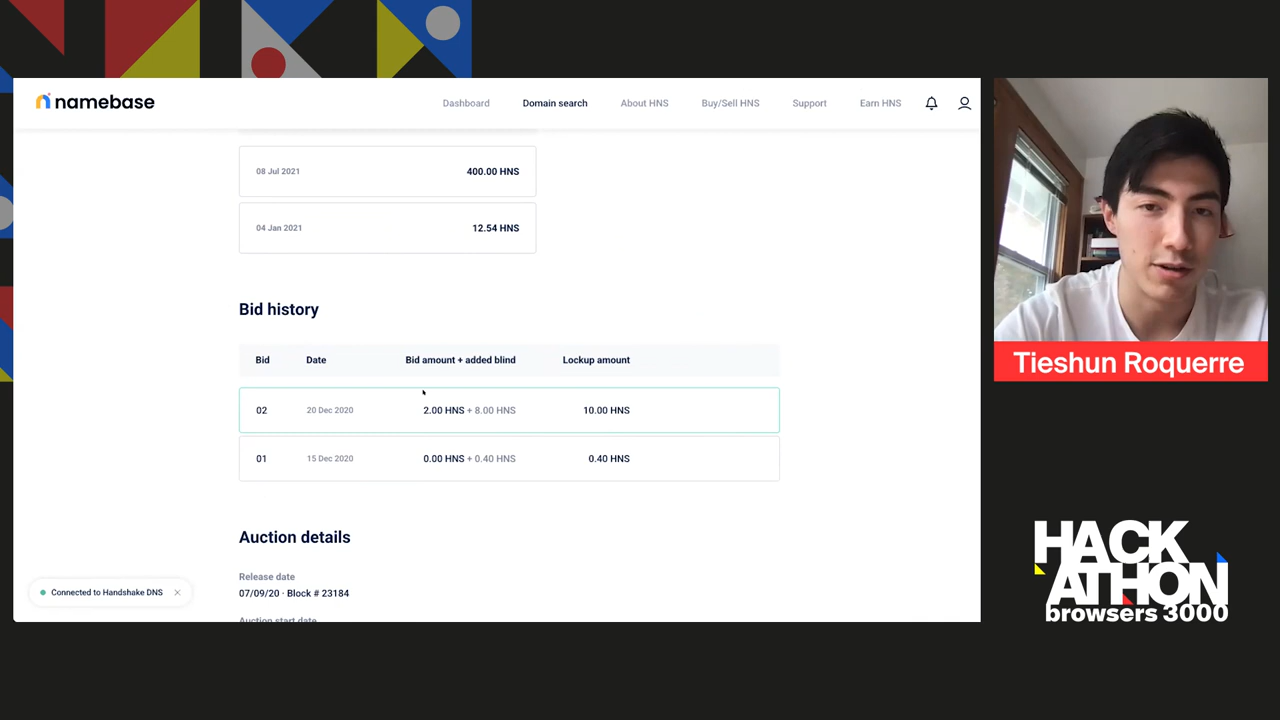 namebase
Dashboard
Domain search
About HNS
Buy/Sell HNS
Support
Earn HNS
08 Jul 2021
400.00 HNS
04 Jan 2021
12.54 HNS
Bid history
Bid Date Bid amount + added blind Lockup amount
02 20 Dec 2020 2.00 HNS + 8.00 HNS 10.00 HNS
01 15 Dec 2020 0.00 HNS + 0.40 HNS 0.40 HNS
Auction details
Release date
07/09/20 · Block # 23184
Auction start date
Connected to Handshake DNS
Tieshun Roquerre
HACK
ATHON
browsers 3000